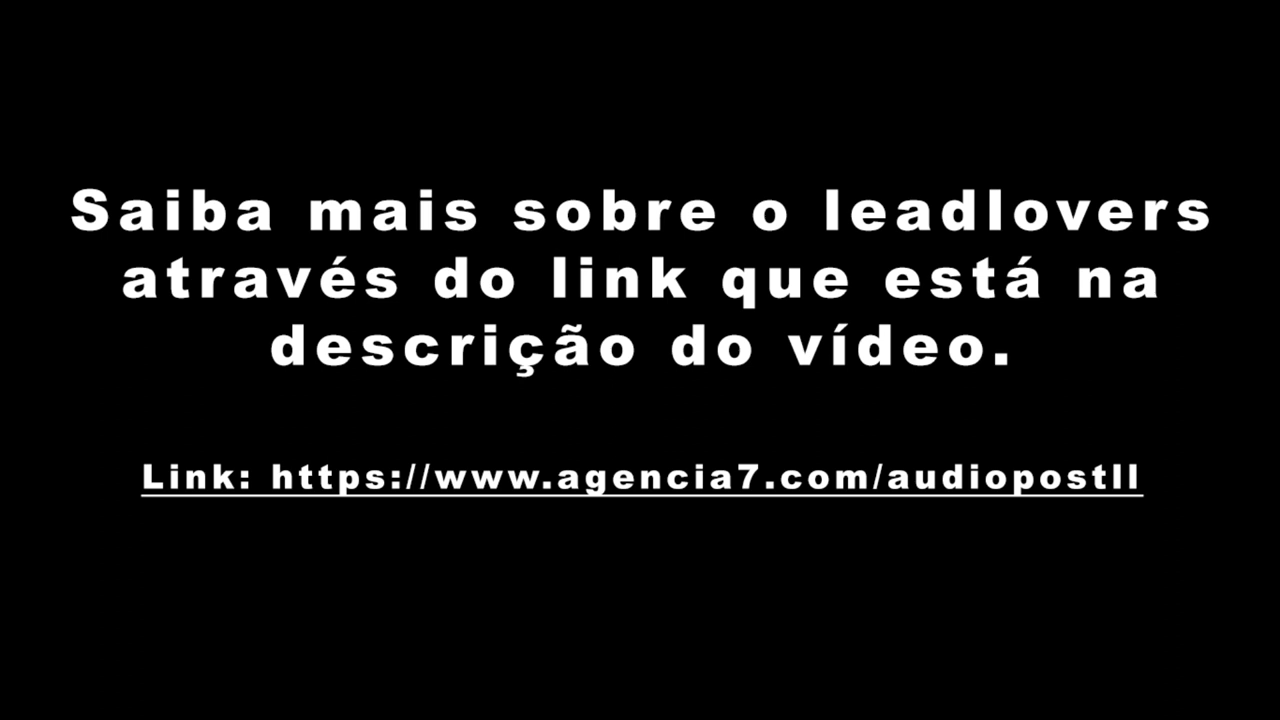 Saiba mais sobre o leadlovers
através do link que está na
descrição do vídeo.
Link: https://www.agencia7.com/audiopostll